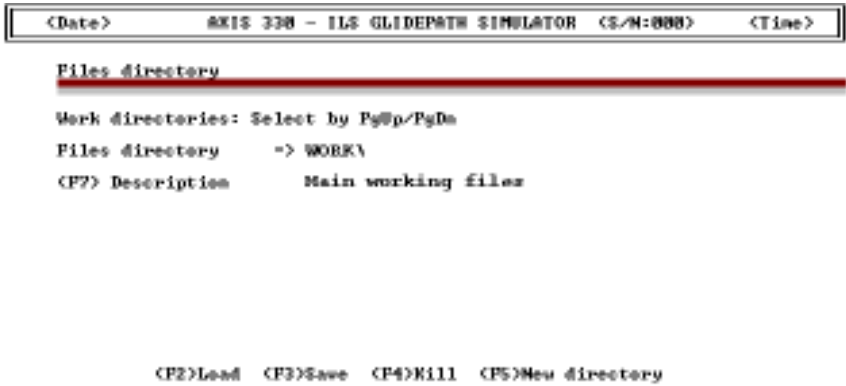 <Date> AXIS 330 - ILS GLIDEPATH SIMULATOR (S/N:000) <Time>
Files directory
Work directories: Select by PgUp/PgDn
Files directory => WORK\
(F7) Description Main working files
(F2)Load (F3)Save (F4)Kill (F5)New directory